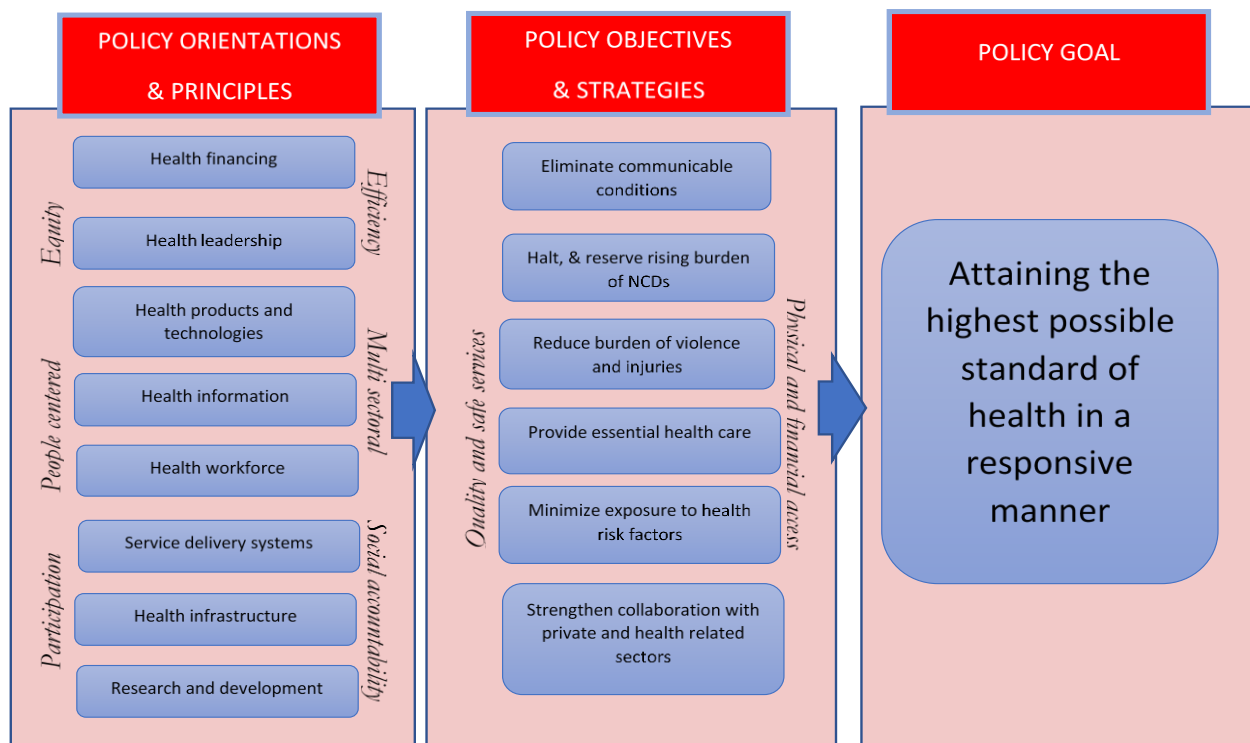 POLICY ORIENTATIONS
& PRINCIPLES
Health financing
Health leadership
Health products and
technologies
Health information
Health workforce
Service delivery systems
Health infrastructure
Research and development
Equity
People centered
Participation
Efficiency
Multi sectoral
Social accountability
POLICY OBJECTIVES
& STRATEGIES
Eliminate communicable
conditions
Halt, & reserve rising burden
of NCDs
Reduce burden of violence
and injuries
Provide essential health care
Minimize exposure to health
risk factors
Strengthen collaboration with
private and health related
sectors
Quality and safe services
Physical and financial access
POLICY GOAL
Attaining the
highest possible
standard of
health in a
responsive
manner